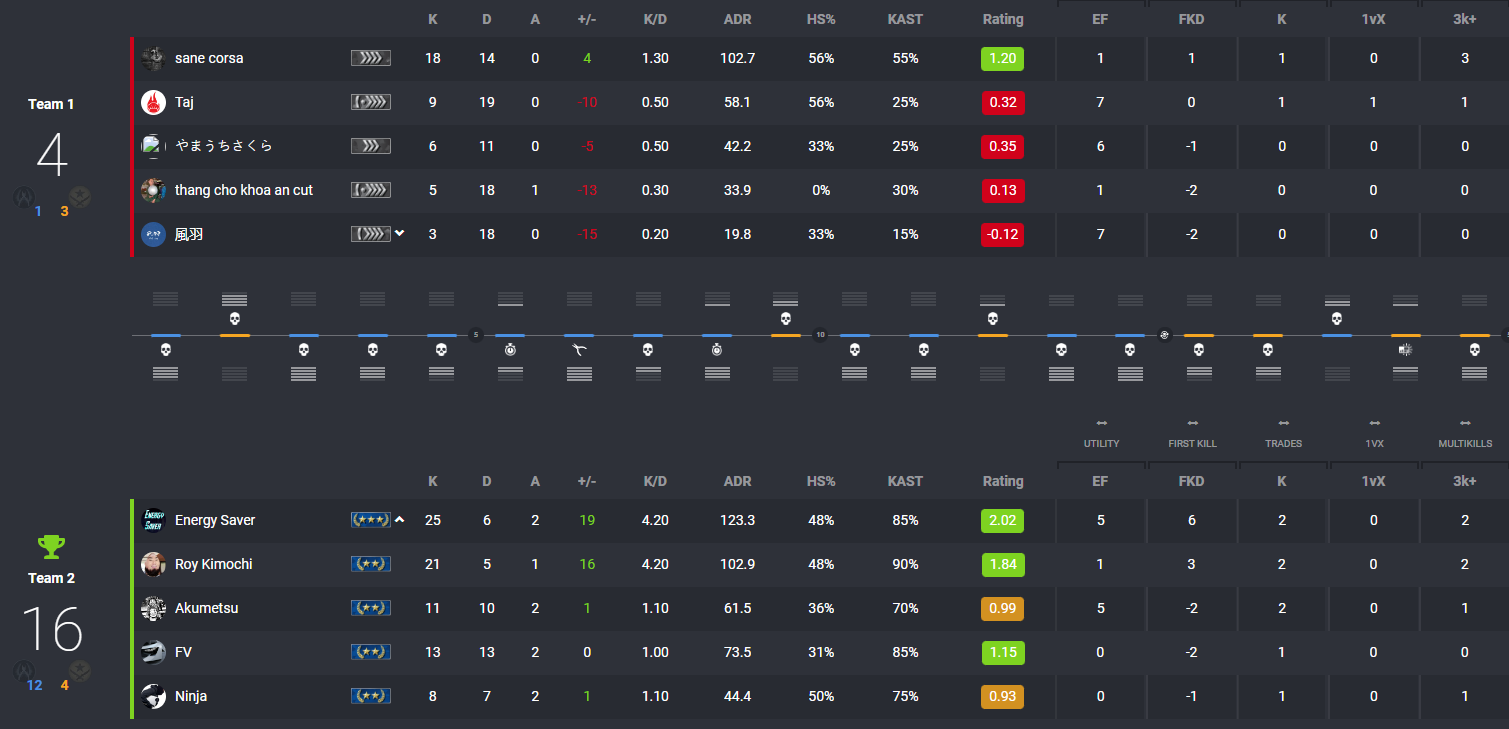 K D A +/- K/D ADR HS% KAST Rating EF FKD K 1vX 3k+
sane corsa 18 14 0 4 1.30 102.7 56% 55% 1.20 1 1 1 0 3
Team 1
Taj 9 19 0 -10 0.50 58.1 56% 25% 0.32 7 0 1 1 1
4
やまうちさくら 6 11 0 -5 0.50 42.2 33% 25% 0.35 6 -1 0 0 0
thang cho khoa an cut 5 18 1 -13 0.30 33.9 0% 30% 0.13 1 -2 0 0 0
1 3
風羽 3 18 0 -15 0.20 19.8 33% 15% -0.12 7 -2 0 0 0
5 10
UTILITY FIRST KILL TRADES 1VX MULTIKILLS
K D A +/- K/D ADR HS% KAST Rating EF FKD K 1vX 3k+
Energy Saver 25 6 2 19 4.20 123.3 48% 85% 2.02 5 6 2 0 2
Roy Kimochi 21 5 1 16 4.20 102.9 48% 90% 1.84 1 3 2 0 2
Team 2
Akumetsu 11 10 2 1 1.10 61.5 36% 70% 0.99 5 -2 2 0 1
16
FV 13 13 2 0 1.00 73.5 31% 85% 1.15 0 -2 1 0 0
12 4
Ninja 8 7 2 1 1.10 44.4 50% 75% 0.93 0 -1 1 0 1